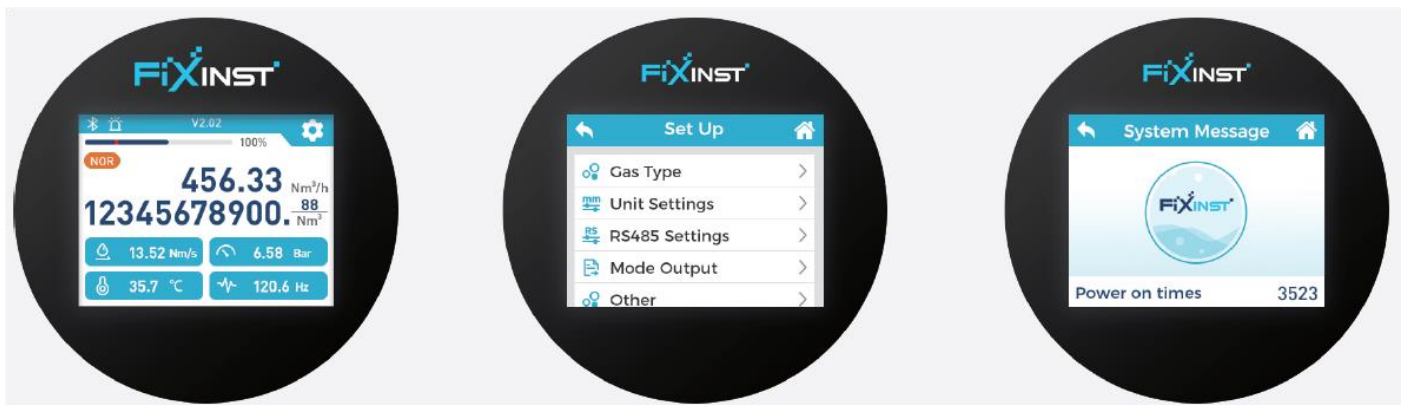 FiXINST
V2.02
100%
NOR
456.33 Nm³/h
12345678900.88 Nm³
13.52 Nm/s 6.58 Bar
35.7 ℃ 120.6 Hz
FiXINST
Set Up
Gas Type
mm Unit Settings
RS RS485 Settings
Mode Output
Other
FiXINST
System Message
FiXINST
Power on times 3523